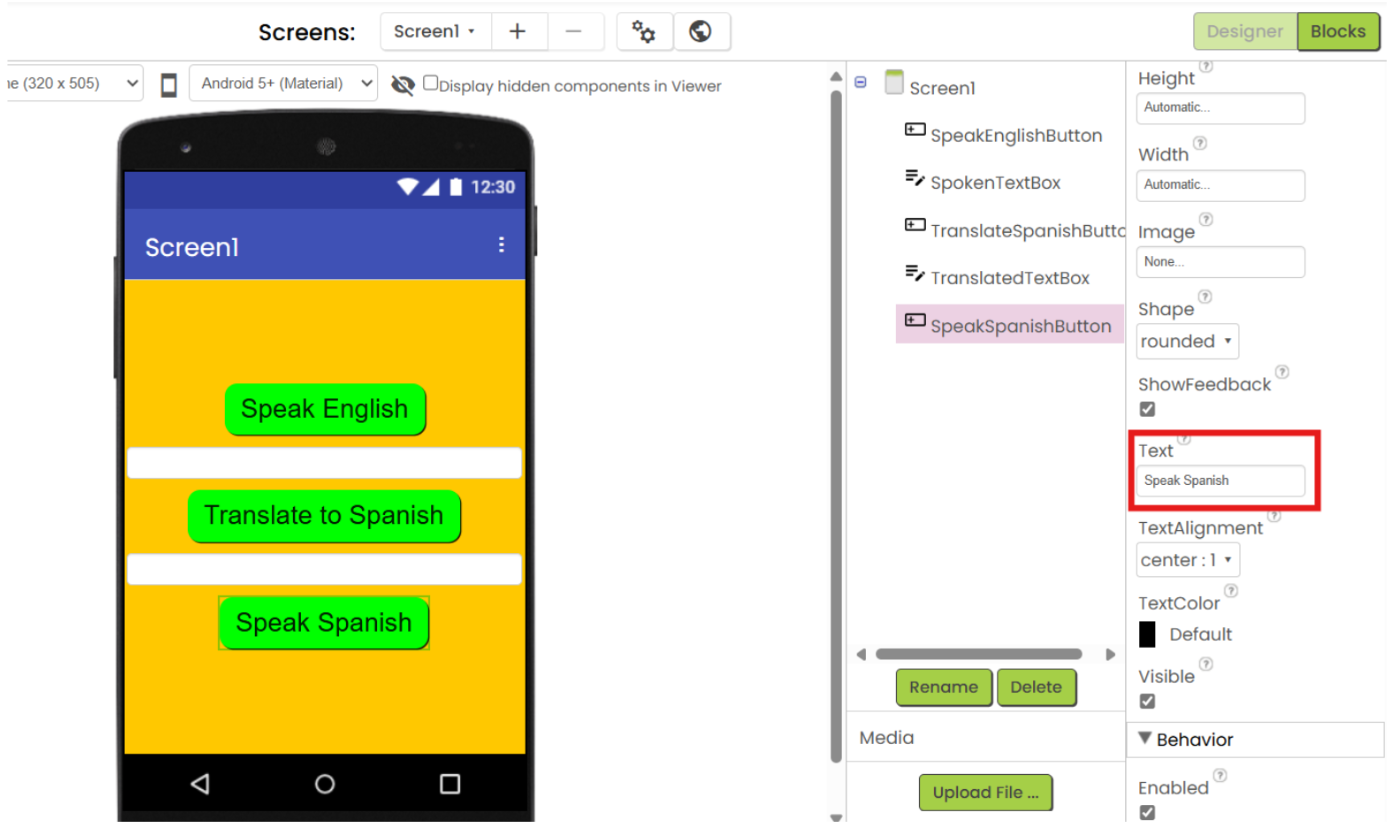 Screens:
Screen1
+
−
Designer
Blocks
ne (320 x 505)
Android 5+ (Material)
Display hidden components in Viewer
12:30
Screen1
Speak English
Translate to Spanish
Speak Spanish
Screen1
SpeakEnglishButton
SpokenTextBox
TranslateSpanishButto
TranslatedTextBox
SpeakSpanishButton
Rename
Delete
Media
Upload File ...
Height ?
Automatic...
Width ?
Automatic...
Image ?
None...
Shape ?
rounded
ShowFeedback ?
Text ?
Speak Spanish
TextAlignment ?
center : 1
TextColor ?
Default
Visible ?
Behavior
Enabled ?